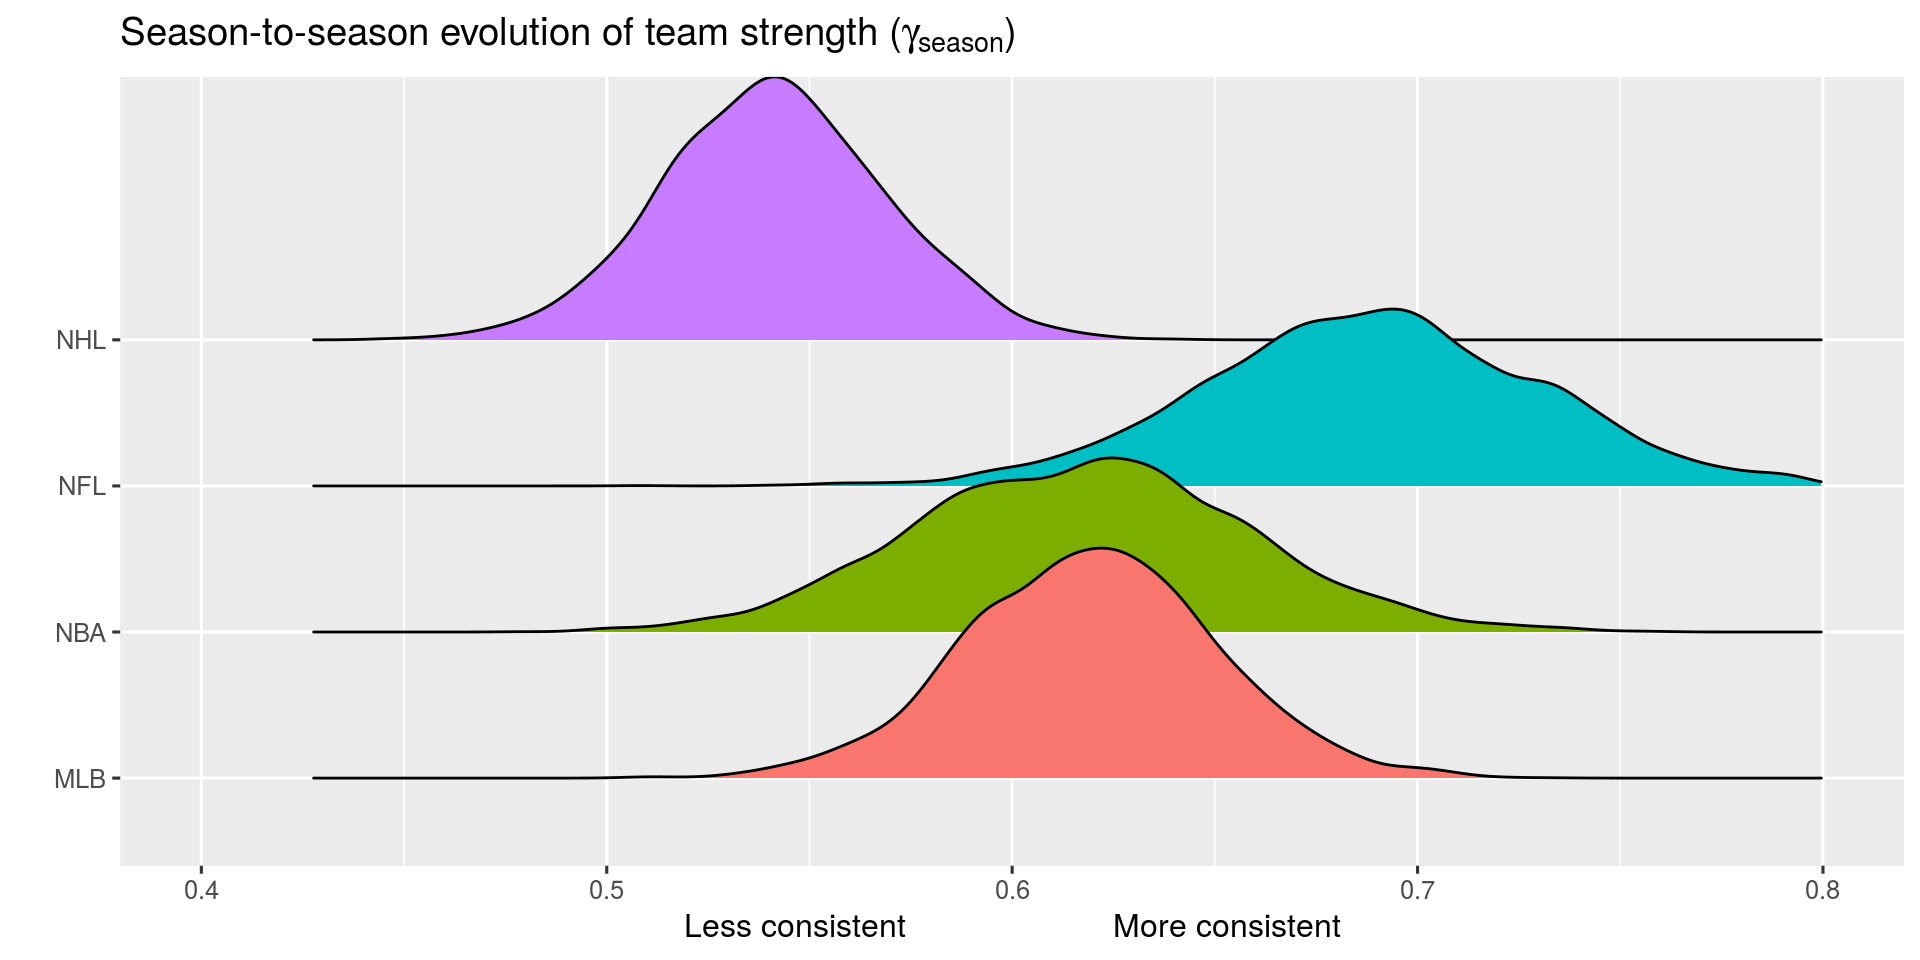 Season-to-season evolution of team strength (γseason)
NHL
NFL
NBA
MLB
0.4 0.5 0.6 0.7 0.8
Less consistent More consistent